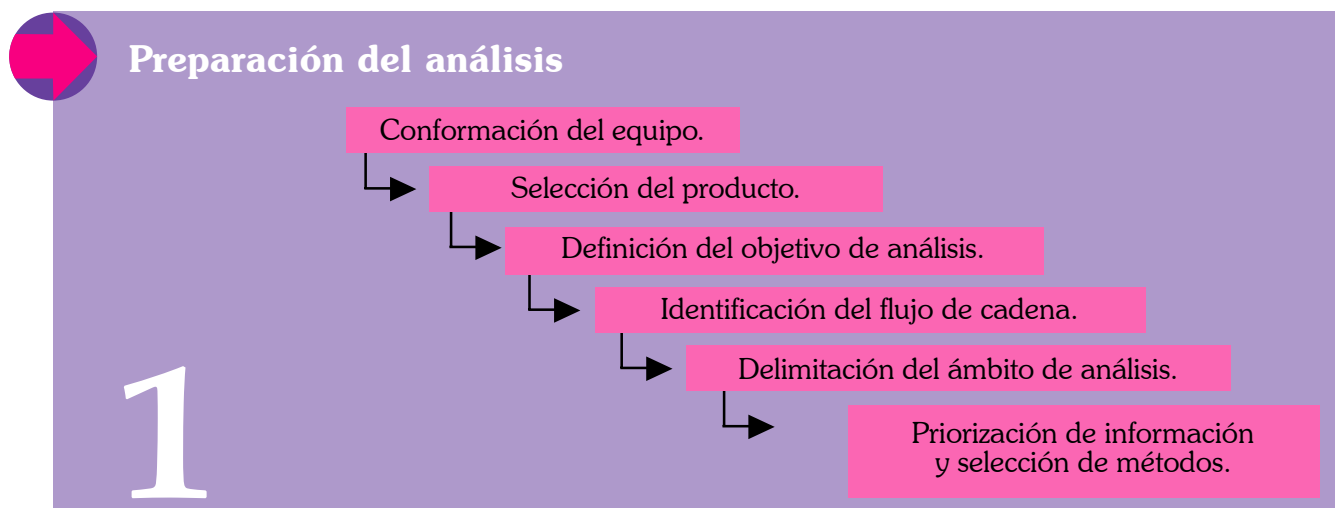 Preparación del análisis
Conformación del equipo.
Selección del producto.
Definición del objetivo de análisis.
Identificación del flujo de cadena.
Delimitación del ámbito de análisis.
Priorización de información
y selección de métodos.
1